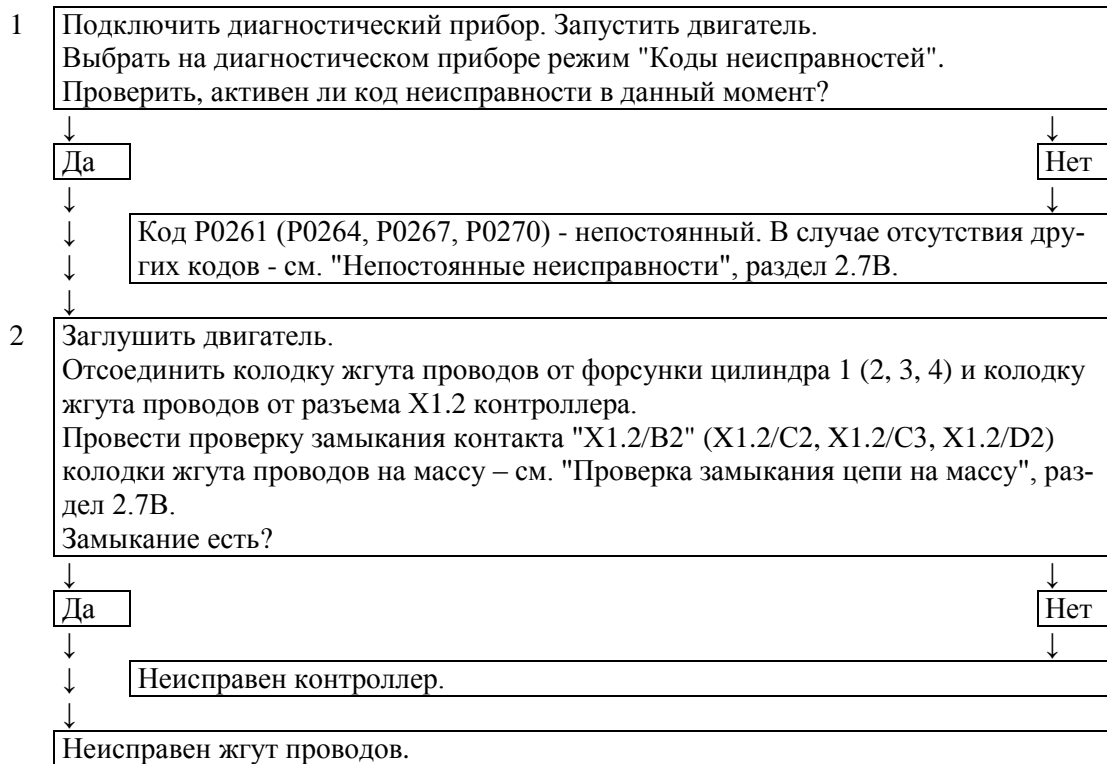 1 Подключить диагностический прибор. Запустить двигатель.
Выбрать на диагностическом приборе режим "Коды неисправностей".
Проверить, активен ли код неисправности в данный момент?
↓ ↓
Да Нет
↓ ↓
↓ Код Р0261 (Р0264, Р0267, Р0270) - непостоянный. В случае отсутствия дру-
↓ гих кодов - см. "Непостоянные неисправности", раздел 2.7В.
↓
2 Заглушить двигатель.
Отсоединить колодку жгута проводов от форсунки цилиндра 1 (2, 3, 4) и колодку
жгута проводов от разъема Х1.2 контроллера.
Провести проверку замыкания контакта "Х1.2/В2" (Х1.2/С2, Х1.2/С3, Х1.2/D2)
колодки жгута проводов на массу – см. "Проверка замыкания цепи на массу", раз-
дел 2.7В.
Замыкание есть?
↓ ↓
Да Нет
↓ ↓
↓ Неисправен контроллер.
↓
Неисправен жгут проводов.